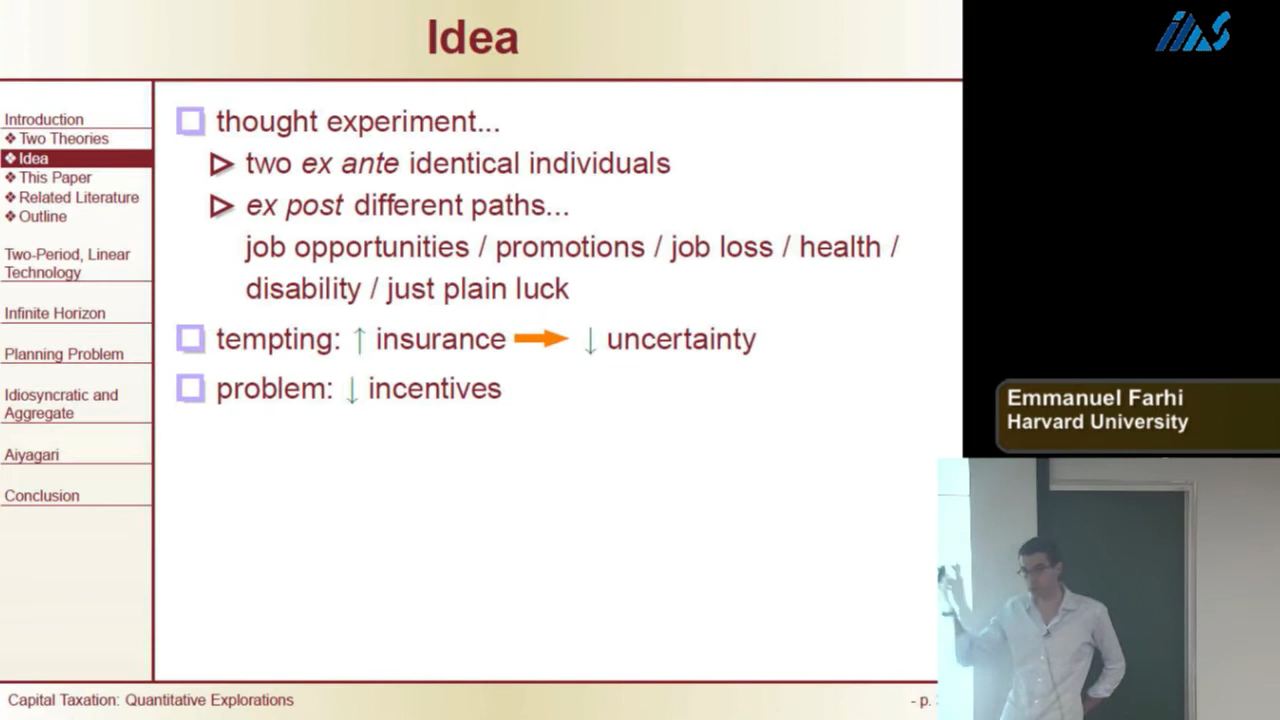 Idea
Introduction
❖ Two Theories
❖ Idea
❖ This Paper
❖ Related Literature
❖ Outline
Two-Period, Linear
Technology
Infinite Horizon
Planning Problem
Idiosyncratic and
Aggregate
Aiyagari
Conclusion
thought experiment...
two ex ante identical individuals
ex post different paths...
job opportunities / promotions / job loss / health /
disability / just plain luck
tempting: ↑ insurance ➡ ↓ uncertainty
problem: ↓ incentives
Capital Taxation: Quantitative Explorations
- p.
Emmanuel Farhi
Harvard University